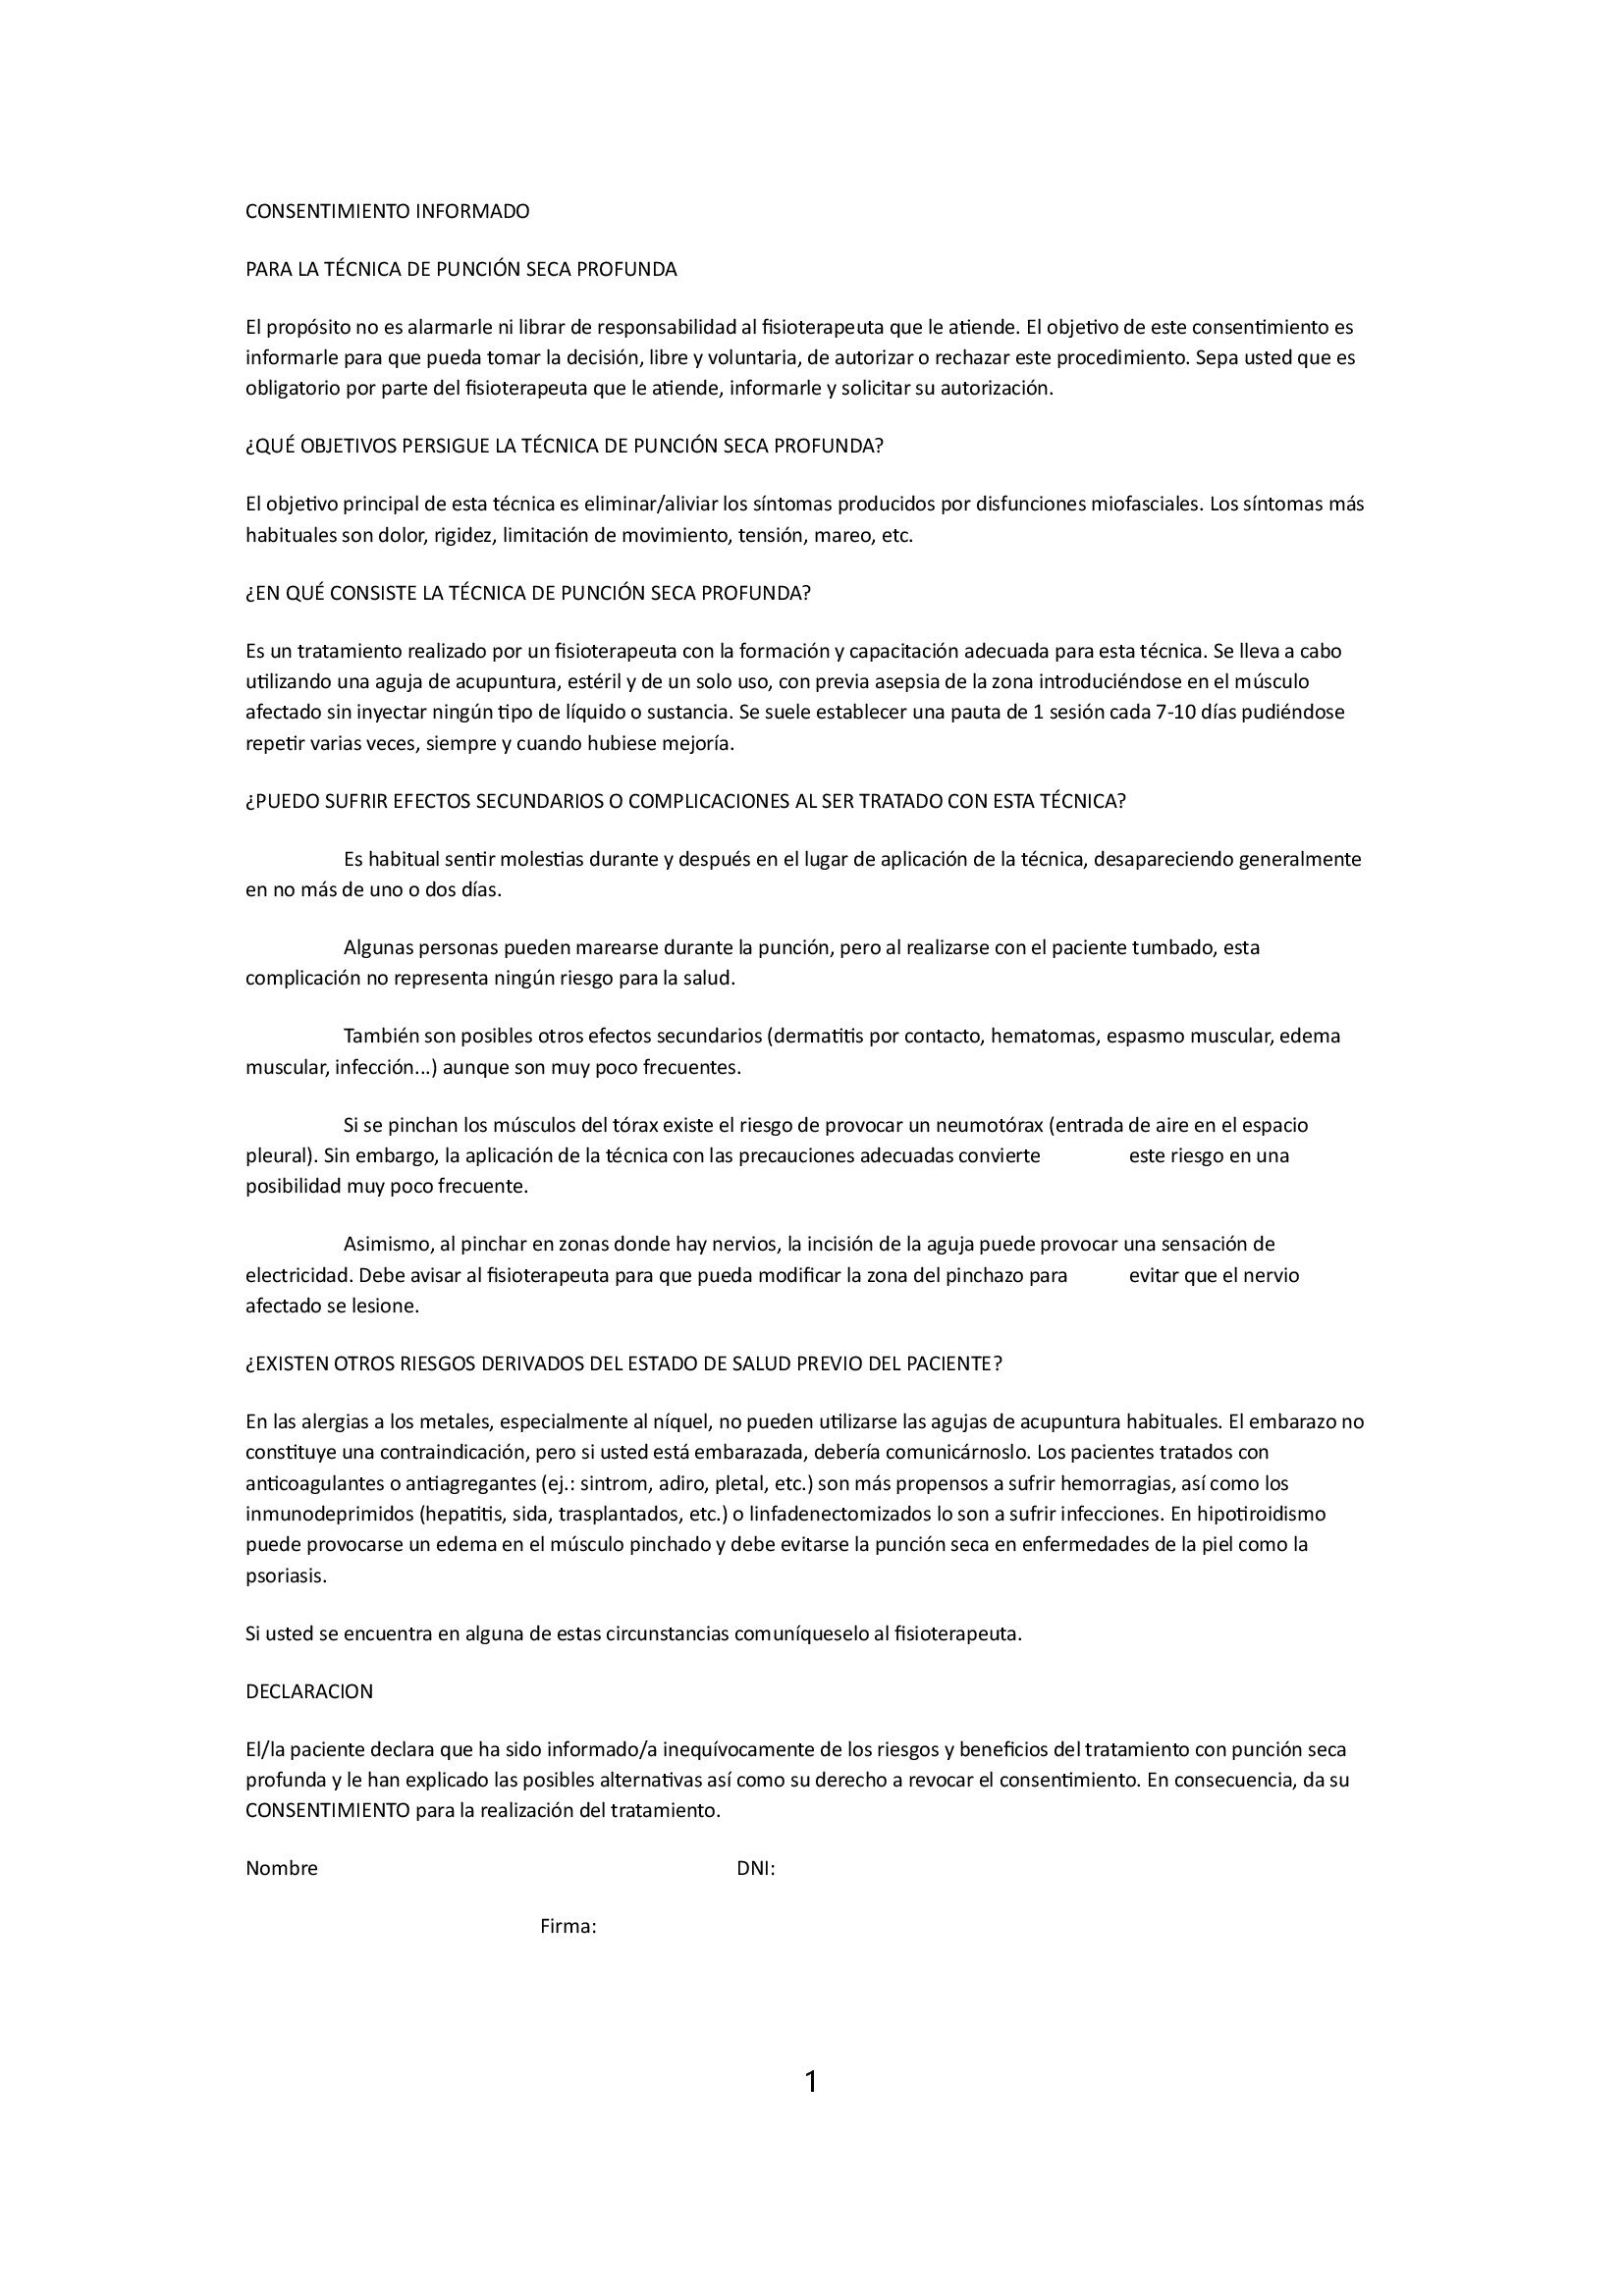 CONSENTIMIENTO INFORMADO
PARA LA TÉCNICA DE PUNCIÓN SECA PROFUNDA
El propósito no es alarmarle ni librar de responsabilidad al fisioterapeuta que le atiende. El objetivo de este consentimiento es
informarle para que pueda tomar la decisión, libre y voluntaria, de autorizar o rechazar este procedimiento. Sepa usted que es
obligatorio por parte del fisioterapeuta que le atiende, informarle y solicitar su autorización.
¿QUÉ OBJETIVOS PERSIGUE LA TÉCNICA DE PUNCIÓN SECA PROFUNDA?
El objetivo principal de esta técnica es eliminar/aliviar los síntomas producidos por disfunciones miofasciales. Los síntomas más
habituales son dolor, rigidez, limitación de movimiento, tensión, mareo, etc.
¿EN QUÉ CONSISTE LA TÉCNICA DE PUNCIÓN SECA PROFUNDA?
Es un tratamiento realizado por un fisioterapeuta con la formación y capacitación adecuada para esta técnica. Se lleva a cabo
utilizando una aguja de acupuntura, estéril y de un solo uso, con previa asepsia de la zona introduciéndose en el músculo
afectado sin inyectar ningún tipo de líquido o sustancia. Se suele establecer una pauta de 1 sesión cada 7-10 días pudiéndose
repetir varias veces, siempre y cuando hubiese mejoría.
¿PUEDO SUFRIR EFECTOS SECUNDARIOS O COMPLICACIONES AL SER TRATADO CON ESTA TÉCNICA?
Es habitual sentir molestias durante y después en el lugar de aplicación de la técnica, desapareciendo generalmente
en no más de uno o dos días.
Algunas personas pueden marearse durante la punción, pero al realizarse con el paciente tumbado, esta
complicación no representa ningún riesgo para la salud.
También son posibles otros efectos secundarios (dermatitis por contacto, hematomas, espasmo muscular, edema
muscular, infección...) aunque son muy poco frecuentes.
Si se pinchan los músculos del tórax existe el riesgo de provocar un neumotórax (entrada de aire en el espacio
pleural). Sin embargo, la aplicación de la técnica con las precauciones adecuadas convierte este riesgo en una
posibilidad muy poco frecuente.
Asimismo, al pinchar en zonas donde hay nervios, la incisión de la aguja puede provocar una sensación de
electricidad. Debe avisar al fisioterapeuta para que pueda modificar la zona del pinchazo para evitar que el nervio
afectado se lesione.
¿EXISTEN OTROS RIESGOS DERIVADOS DEL ESTADO DE SALUD PREVIO DEL PACIENTE?
En las alergias a los metales, especialmente al níquel, no pueden utilizarse las agujas de acupuntura habituales. El embarazo no
constituye una contraindicación, pero si usted está embarazada, debería comunicárnoslo. Los pacientes tratados con
anticoagulantes o antiagregantes (ej.: sintrom, adiro, pletal, etc.) son más propensos a sufrir hemorragias, así como los
inmunodeprimidos (hepatitis, sida, trasplantados, etc.) o linfadenectomizados lo son a sufrir infecciones. En hipotiroidismo
puede provocarse un edema en el músculo pinchado y debe evitarse la punción seca en enfermedades de la piel como la
psoriasis.
Si usted se encuentra en alguna de estas circunstancias comuníqueselo al fisioterapeuta.
DECLARACION
El/la paciente declara que ha sido informado/a inequívocamente de los riesgos y beneficios del tratamiento con punción seca
profunda y le han explicado las posibles alternativas así como su derecho a revocar el consentimiento. En consecuencia, da su
CONSENTIMIENTO para la realización del tratamiento.
Nombre DNI:
Firma:
1